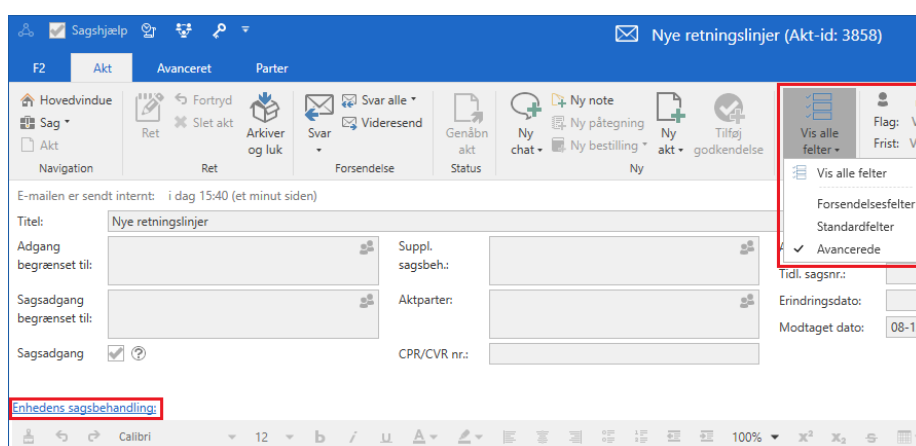 Sagshjælp
Nye retningslinjer (Akt-id: 3858)
F2 Akt Avanceret Parter
Hovedvindue
Sag
Akt
Navigation
Ret
Fortryd
Slet akt
Arkiver
og luk
Ret
Svar
Svar alle
Videresend
Forsendelse
Genåbn
akt
Status
Ny
chat
Ny note
Ny påtegning
Ny bestilling
Ny
akt
Tilføj
godkendelse
Ny
Vis alle
felter
Flag:
Frist:
Vis alle felter
Forsendelsesfelter
Standardfelter
Avancerede
E-mailen er sendt internt: i dag 15:40 (et minut siden)
Titel: Nye retningslinjer
Adgang
begrænset til:
Suppl.
sagsbeh.:
Tidl. sagsnr.:
Sagsadgang
begrænset til:
Aktparter:
Erindringsdato:
Modtaget dato: 08-1
Sagsadgang
CPR/CVR nr.:
Enhedens sagsbehandling:
Calibri 12 b i u A 100% x² x₂ S